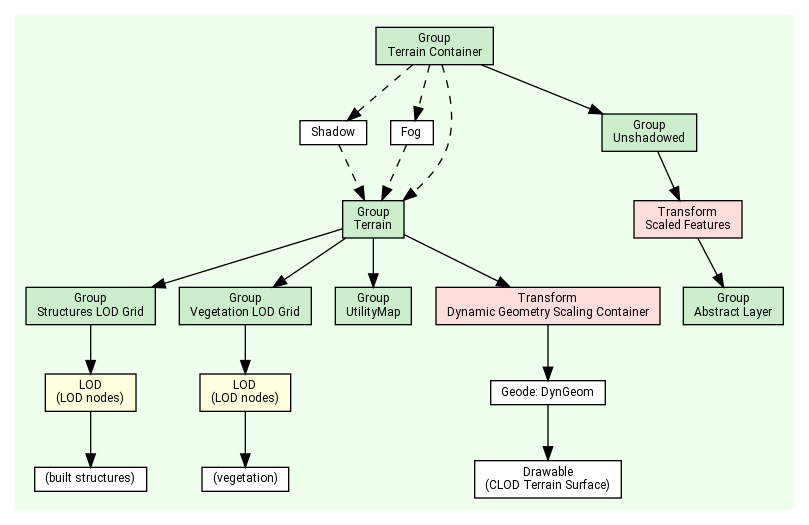 Group
Terrain Container
Shadow
Fog
Group
Unshadowed
Group
Terrain
Transform
Scaled Features
Group
Structures LOD Grid
Group
Vegetation LOD Grid
Group
UtilityMap
Transform
Dynamic Geometry Scaling Container
Group
Abstract Layer
LOD
(LOD nodes)
LOD
(LOD nodes)
Geode: DynGeom
(built structures)
(vegetation)
Drawable
(CLOD Terrain Surface)